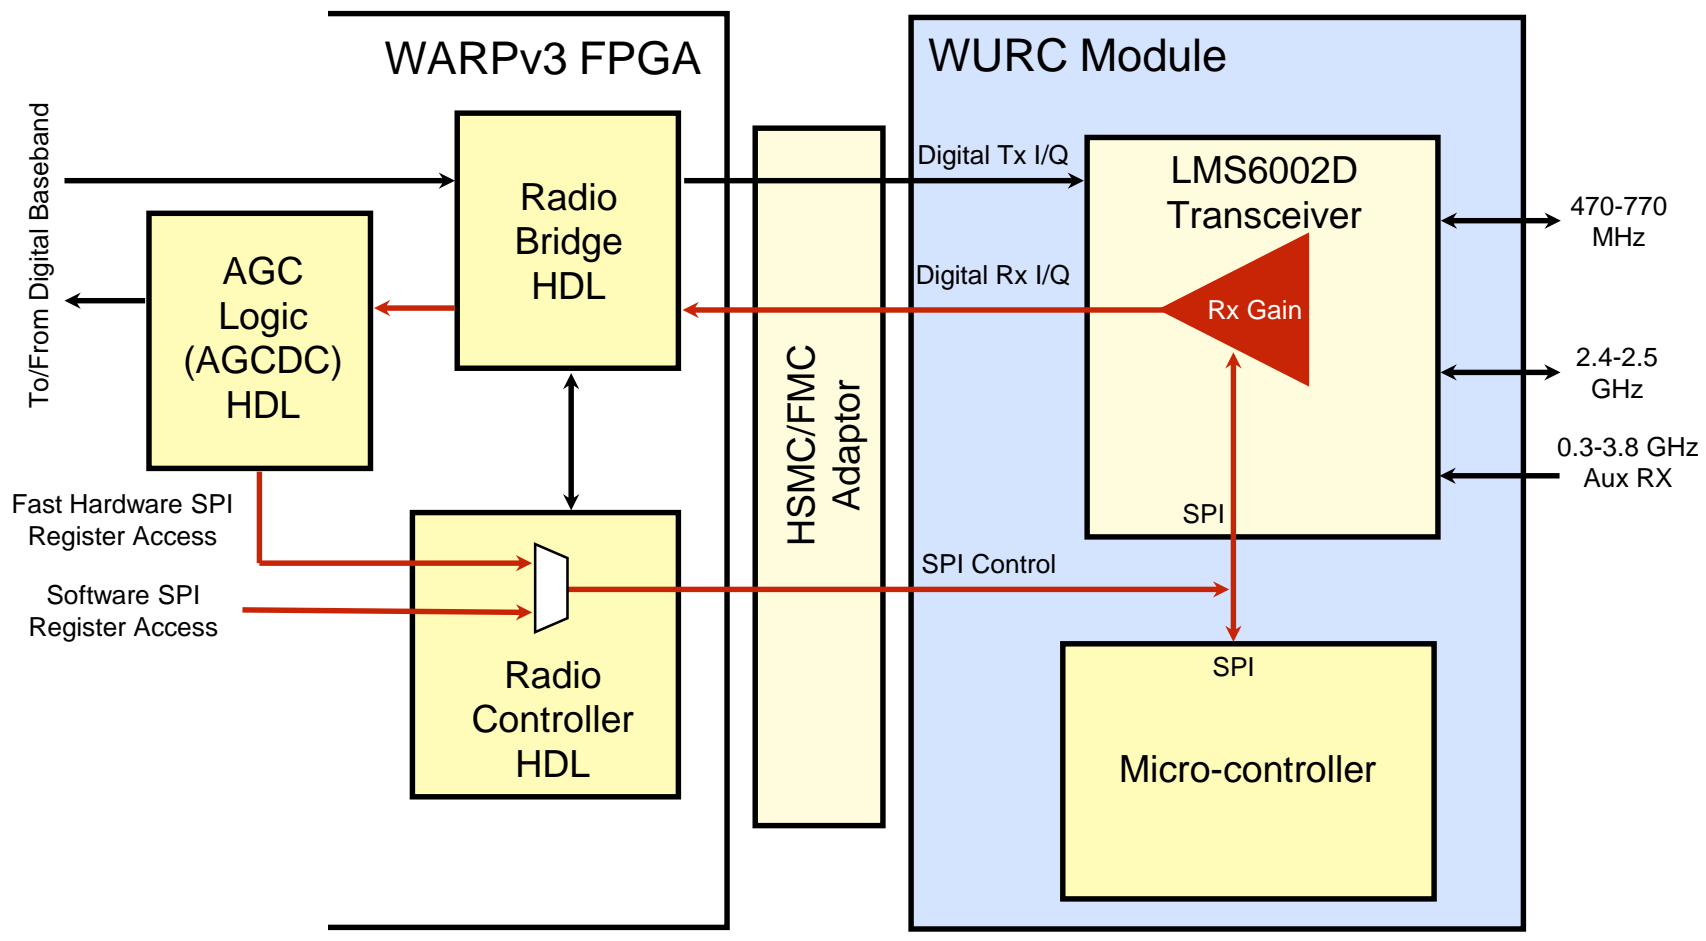 WARPv3 FPGA
WURC Module
To/From Digital Baseband
Radio
Bridge
HDL
AGC
Logic
(AGCDC)
HDL
Fast Hardware SPI
Register Access
Software SPI
Register Access
Radio
Controller
HDL
HSMC/FMC
Adaptor
Digital Tx I/Q
Digital Rx I/Q
SPI Control
LMS6002D
Transceiver
Rx Gain
SPI
SPI
Micro-controller
470-770
MHz
2.4-2.5
GHz
0.3-3.8 GHz
Aux RX